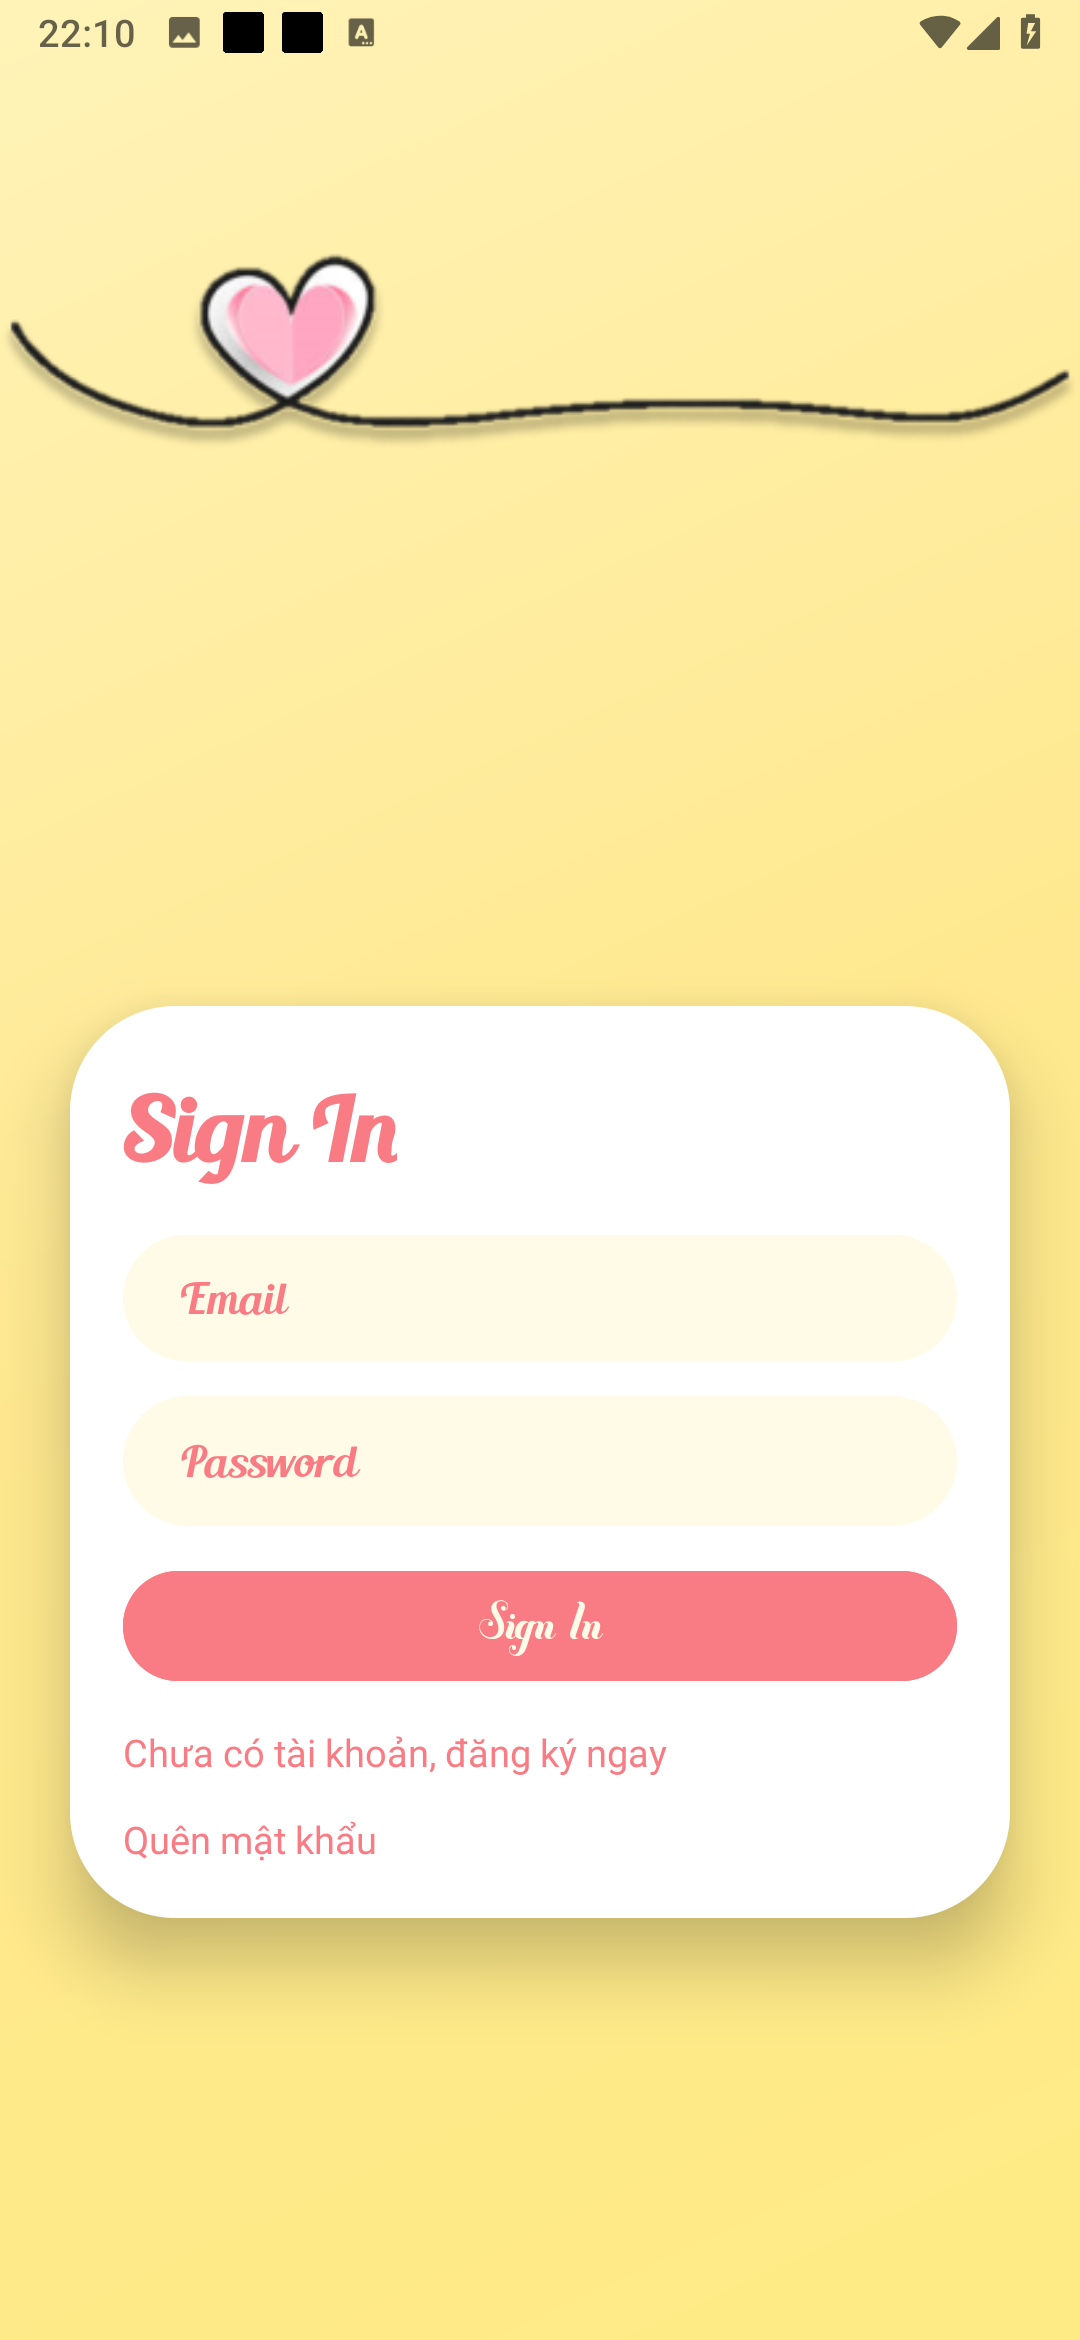 22:10
Sign In
Email
Password
Sign In
Chưa có tài khoản, đăng ký ngay
Quên mật khẩu